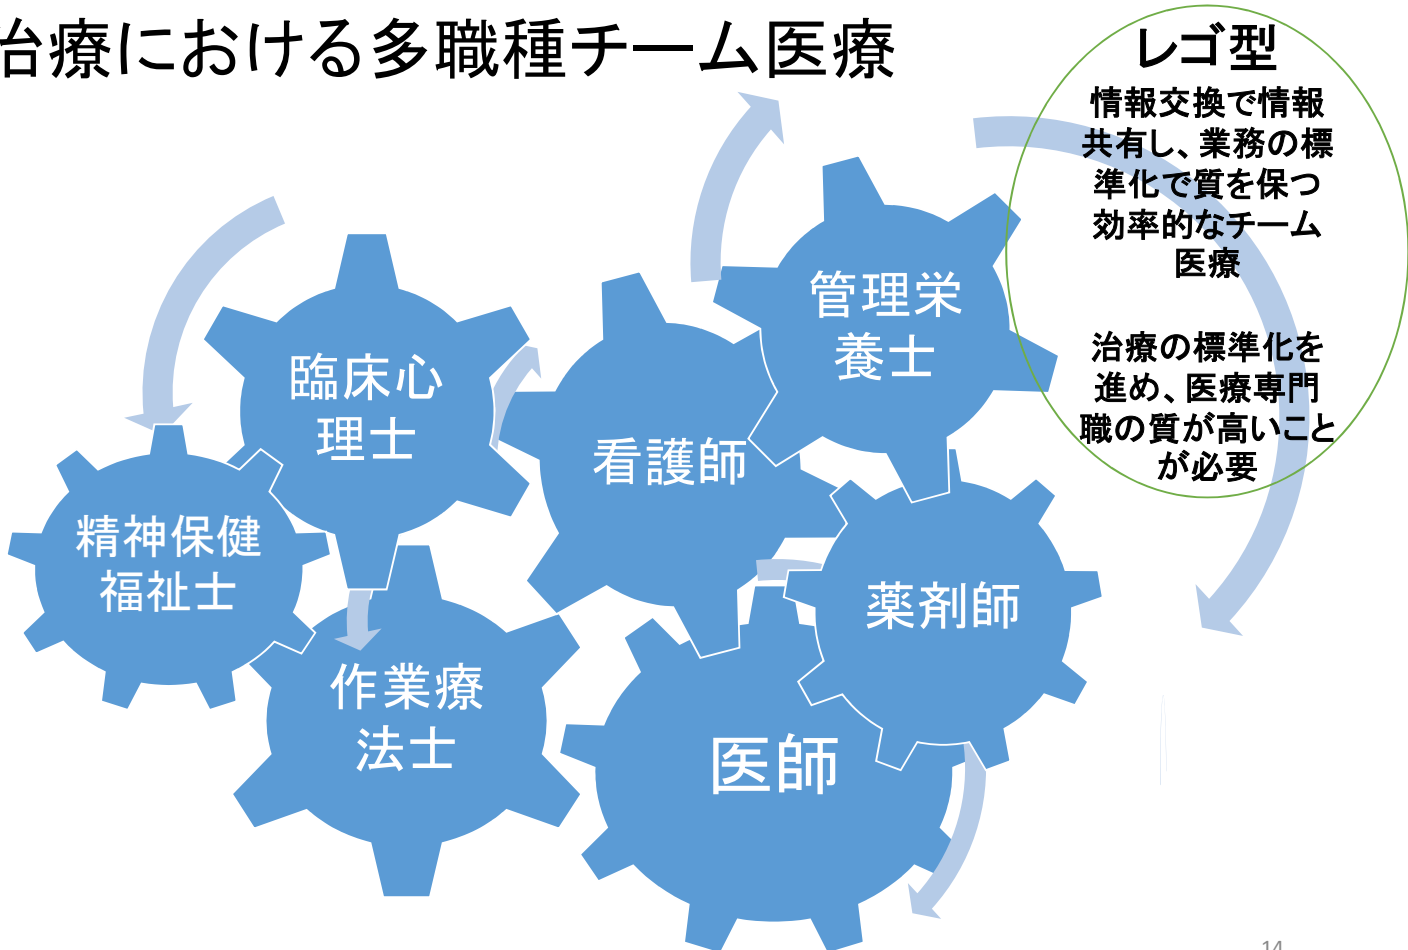 治療における多職種チーム医療
レゴ型
情報交換で情報
共有し、業務の標
準化で質を保つ
効率的なチーム
医療
治療の標準化を
進め、医療専門
職の質が高いこと
が必要
管理栄
養士
臨床心
理士
看護師
精神保健
福祉士
薬剤師
作業療
法士
医師
14